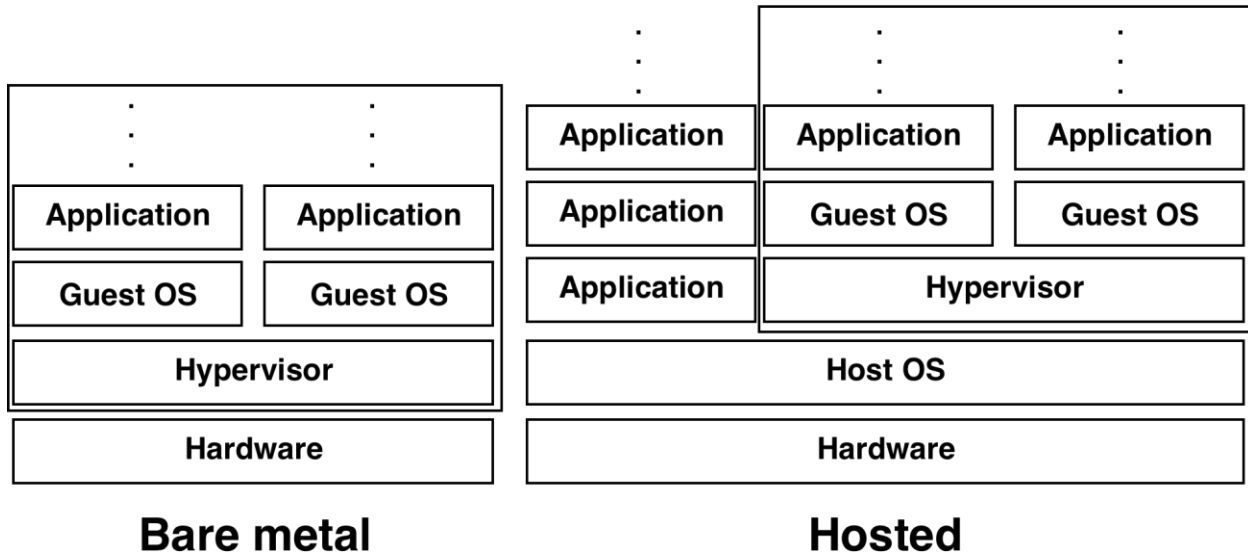 Application Application
Guest OS Guest OS
Hypervisor
Hardware
Bare metal
Application Application Application
Application Guest OS Guest OS
Application Hypervisor
Host OS
Hardware
Hosted